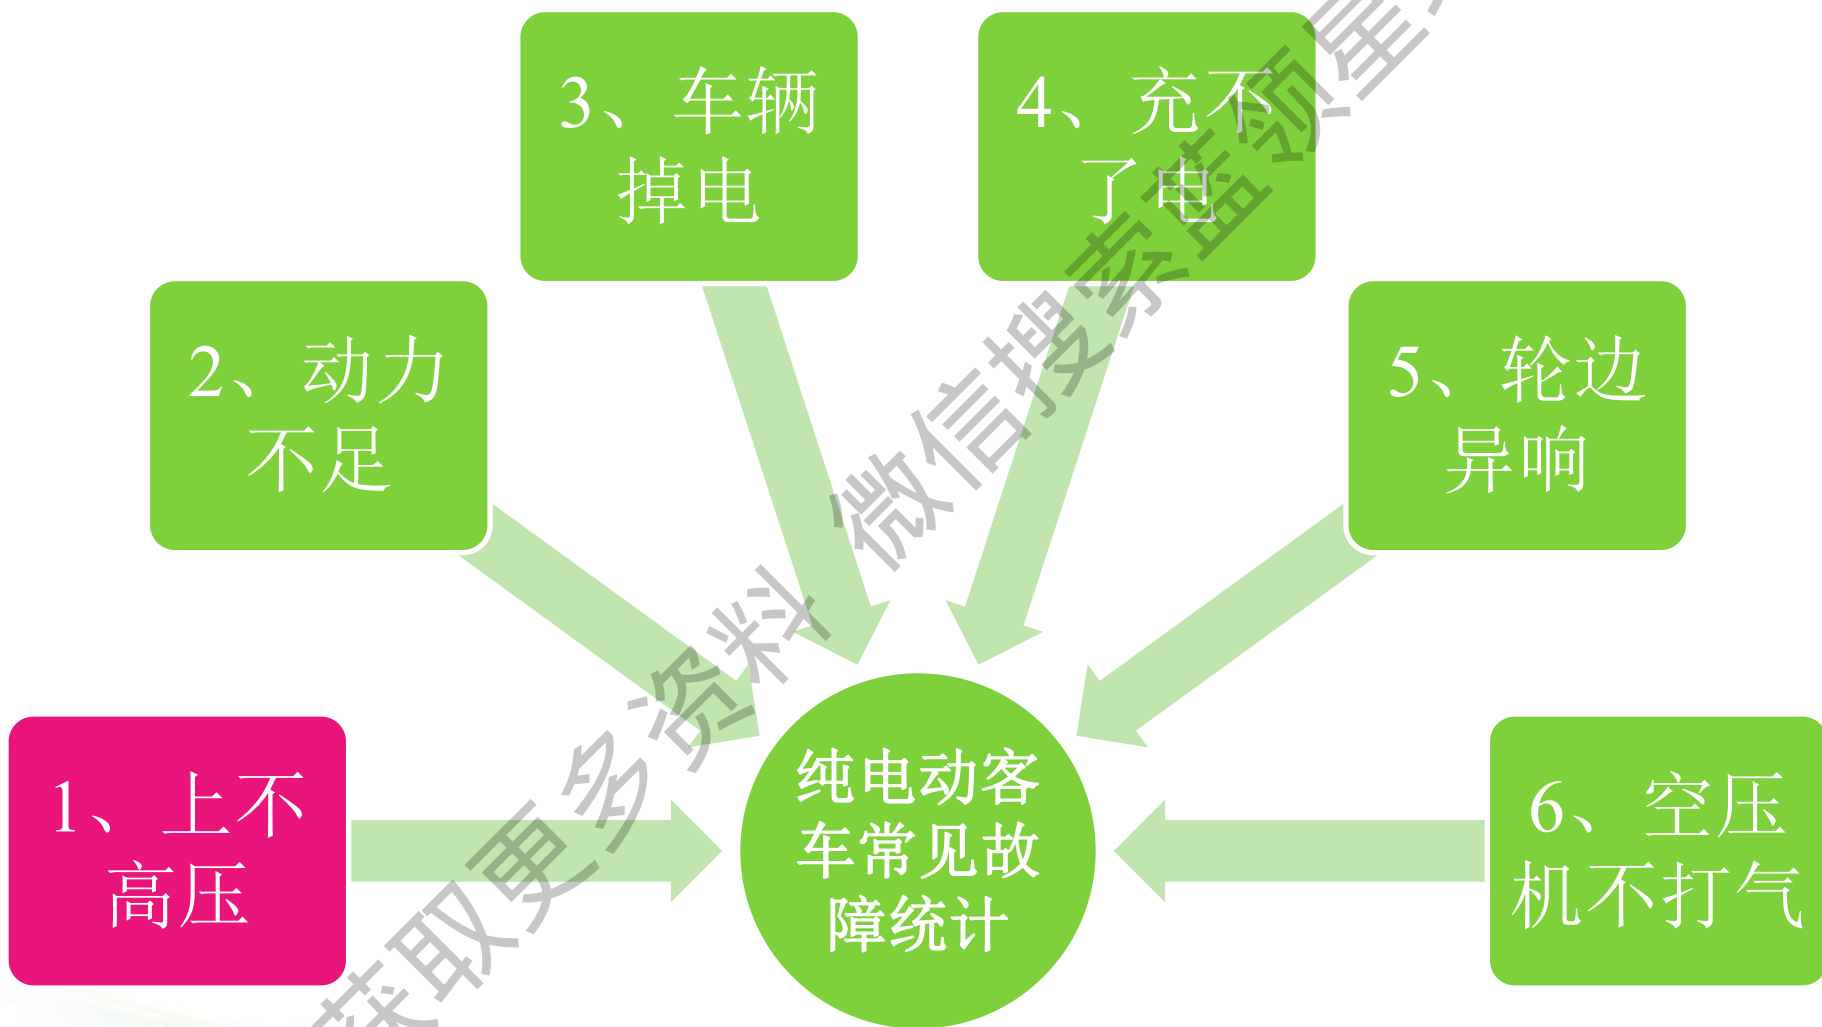 3、车辆
掉电
4、充不
了电
2、动力
不足
5、轮边
异响
1、上不
高压
纯电动客
车常见故
障统计
6、空压
机不打气
获取更多资料 微信搜索蓝领星